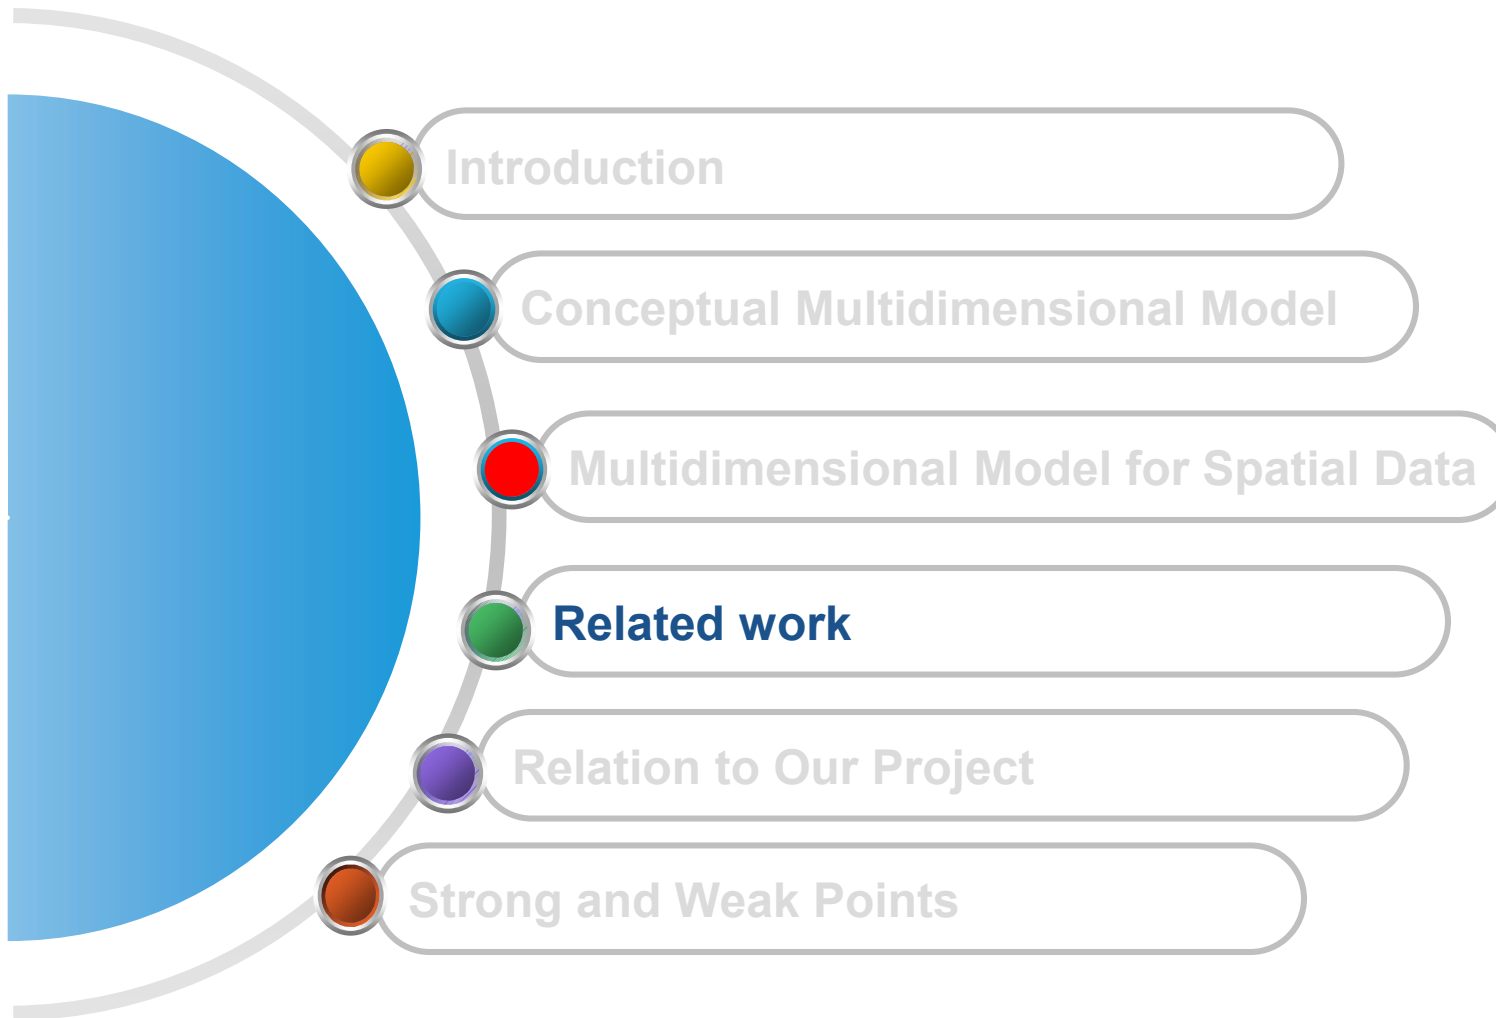 Introduction
Conceptual Multidimensional Model
Multidimensional Model for Spatial Data
Related work
Relation to Our Project
Strong and Weak Points